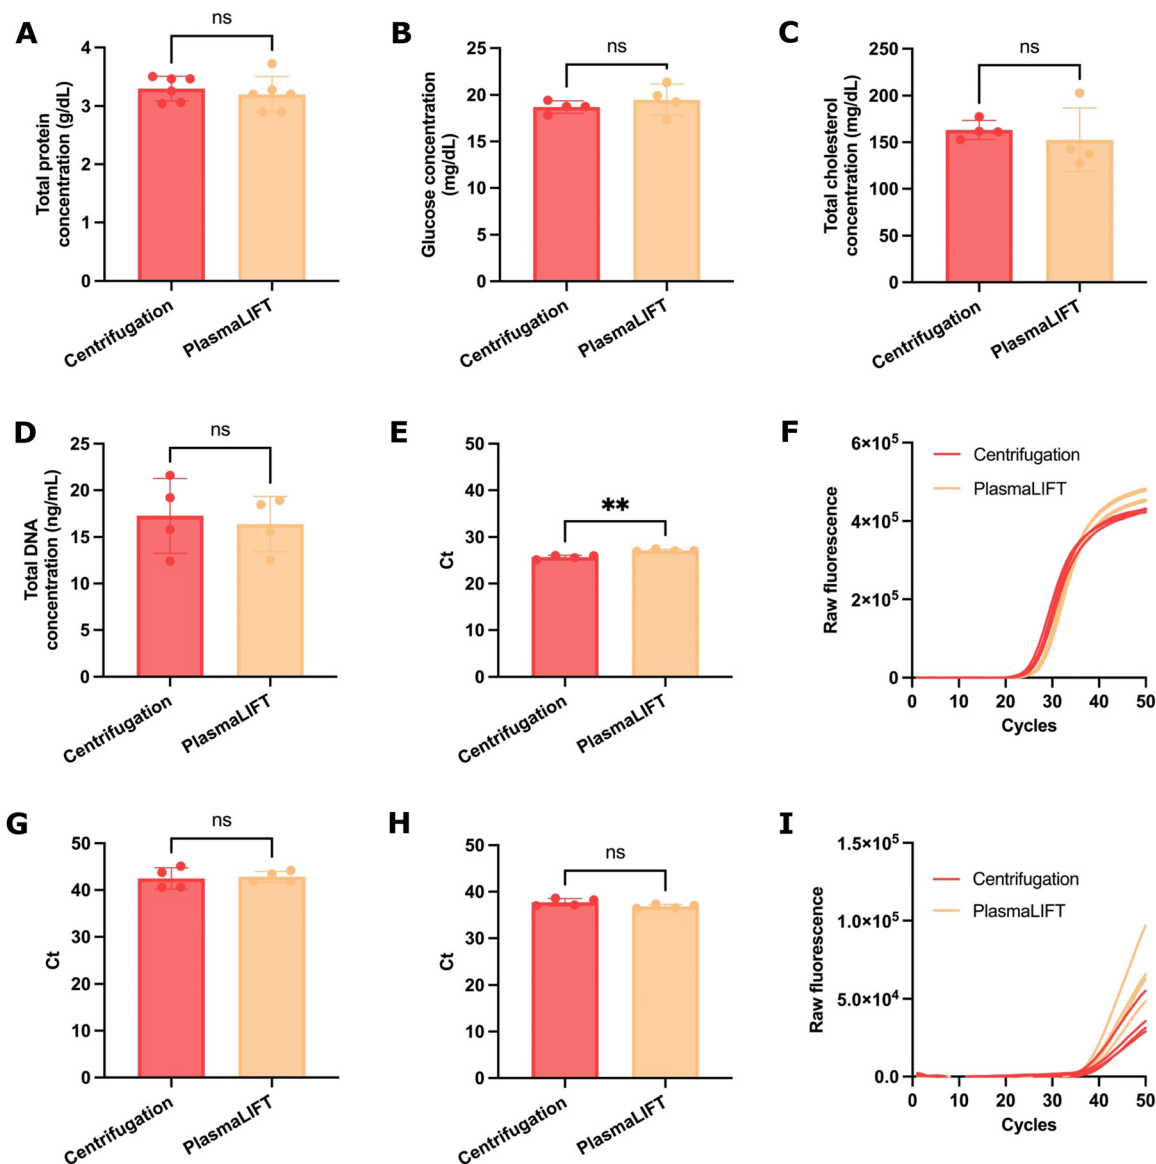 A
ns
Total protein
concentration (g/dL)
4
3
2
1
0
Centrifugation
PlasmaLIFT
B
ns
Glucose concentration
(mg/dL)
25
20
15
10
5
0
Centrifugation
PlasmaLIFT
C
ns
Total cholesterol
concentration (mg/dL)
250
200
150
100
50
0
Centrifugation
PlasmaLIFT
D
ns
Total DNA
concentration (ng/mL)
25
20
15
10
5
0
Centrifugation
PlasmaLIFT
E
**
Ct
50
40
30
20
10
0
Centrifugation
PlasmaLIFT
F
Centrifugation
PlasmaLIFT
Raw fluorescence
6×10⁵
4×10⁵
2×10⁵
0
0 10 20 30 40 50
Cycles
G
ns
Ct
50
40
30
20
10
0
Centrifugation
PlasmaLIFT
H
ns
Ct
50
40
30
20
10
0
Centrifugation
PlasmaLIFT
I
Centrifugation
PlasmaLIFT
Raw fluorescence
1.5×10⁵
1.0×10⁵
5.0×10⁴
0.0
0 10 20 30 40 50
Cycles